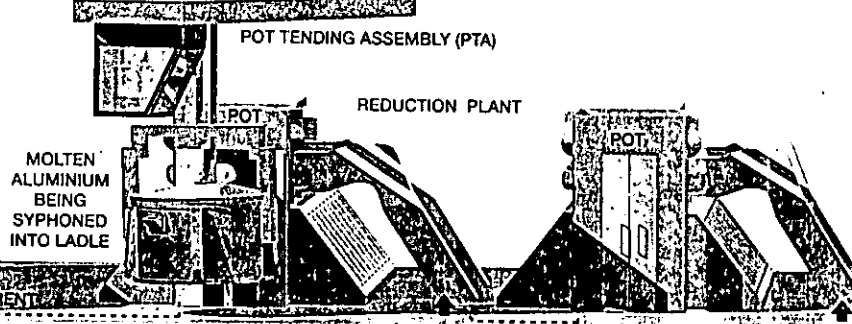 POT TENDING ASSEMBLY (PTA)
REDUCTION PLANT
POT
POT
MOLTEN
ALUMINIUM
BEING
SYPHONED
INTO LADLE